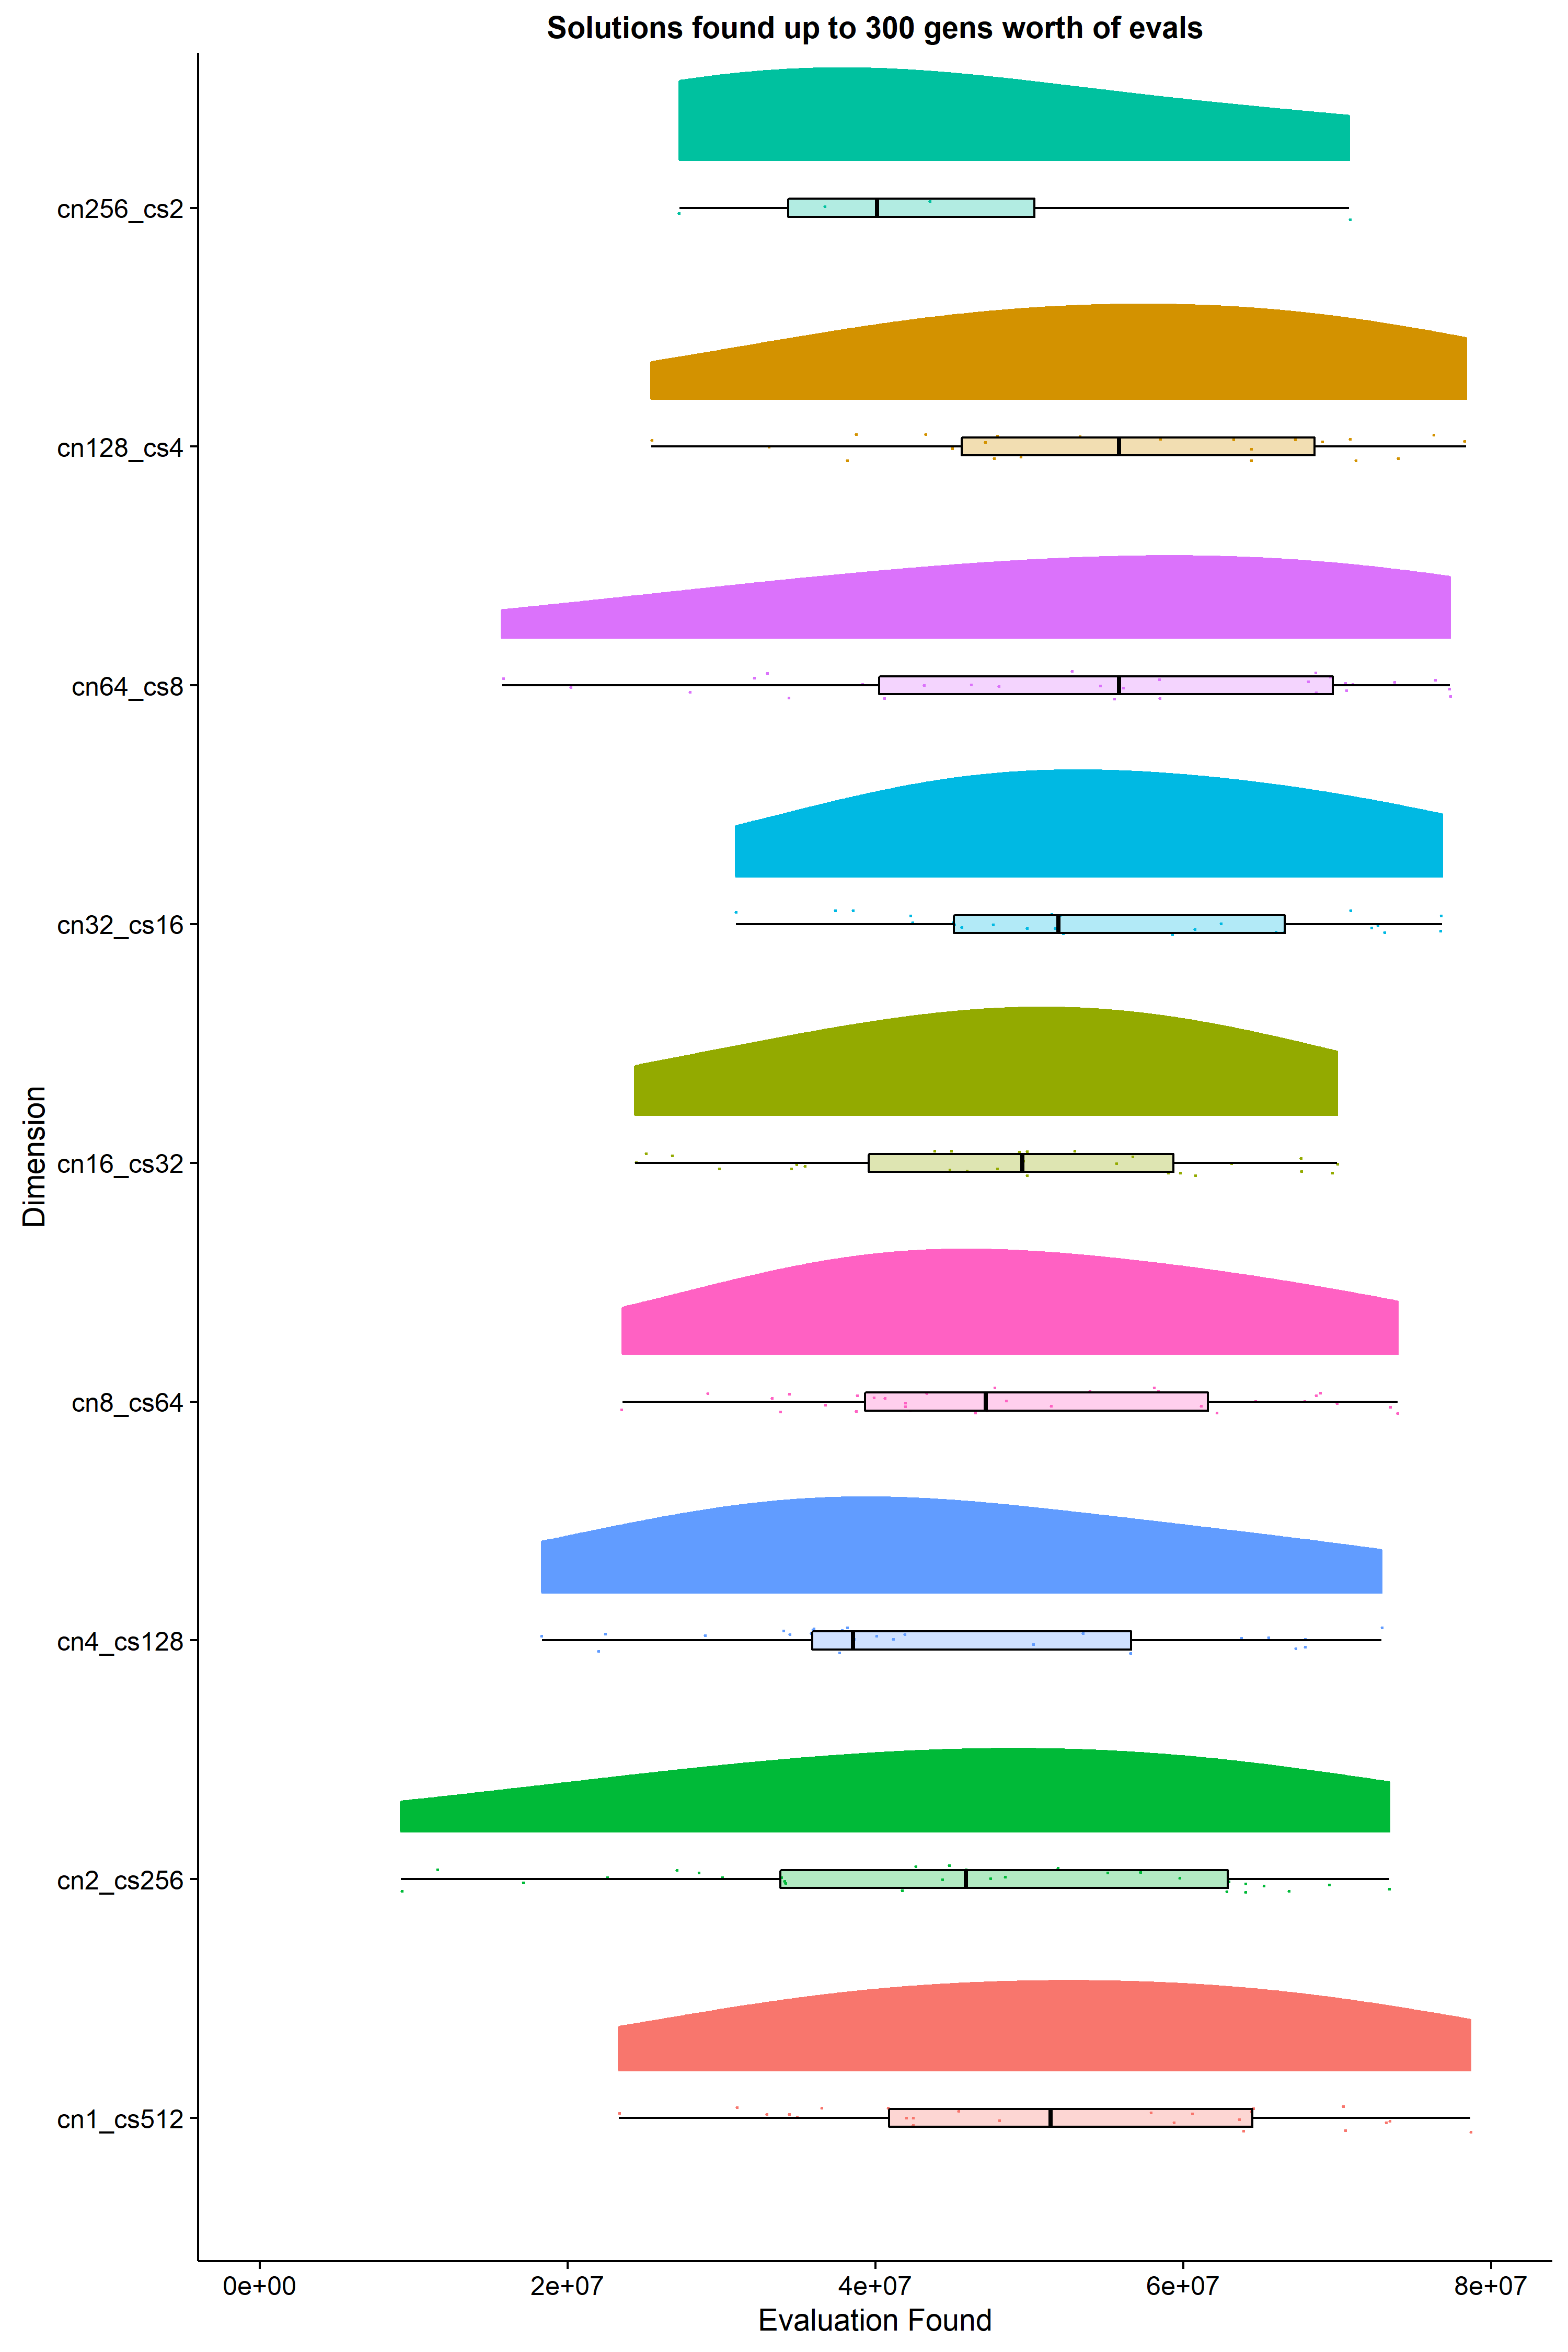 Solutions found up to 300 gens worth of evals
cn256_cs2
cn128_cs4
cn64_cs8
cn32_cs16
Dimension
cn16_cs32
cn8_cs64
cn4_cs128
cn2_cs256
cn1_cs512
0e+00 2e+07 4e+07 6e+07 8e+07
Evaluation Found